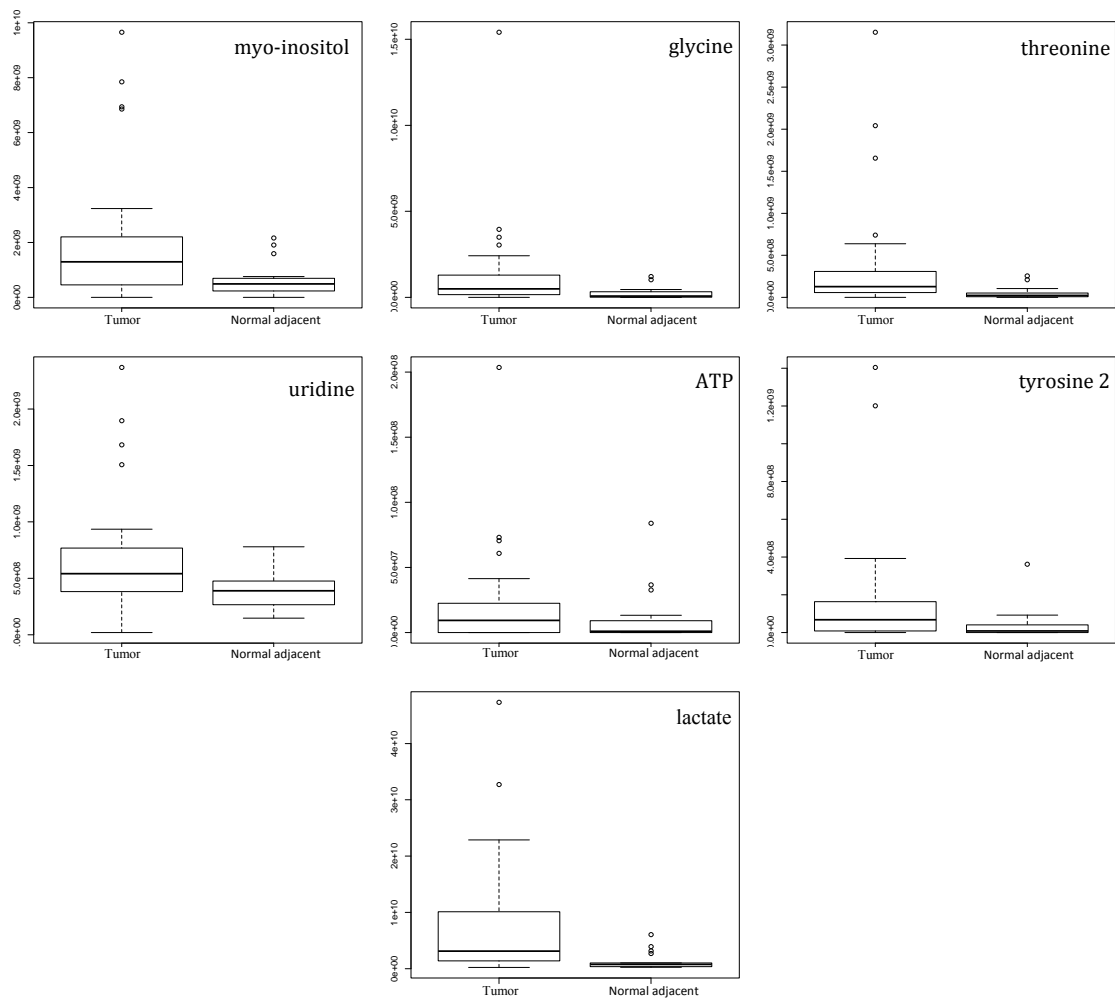 myo-inositol
1e+10
8e+09
6e+09
4e+09
2e+09
0e+00
Tumor
Normal adjacent
glycine
1.5e+10
1.0e+10
5.0e+09
0.0e+00
Tumor
Normal adjacent
threonine
3.0e+09
2.5e+09
2.0e+09
1.5e+09
1.0e+09
5.0e+08
0.0e+00
Tumor
Normal adjacent
uridine
2.0e+09
1.5e+09
1.0e+09
5.0e+08
.0e+00
Tumor
Normal adjacent
ATP
2.0e+08
1.5e+08
1.0e+08
5.0e+07
0.0e+00
Tumor
Normal adjacent
tyrosine 2
1.2e+09
8.0e+08
4.0e+08
0.0e+00
Tumor
Normal adjacent
lactate
4e+10
3e+10
2e+10
1e+10
0e+00
Tumor
Normal adjacent